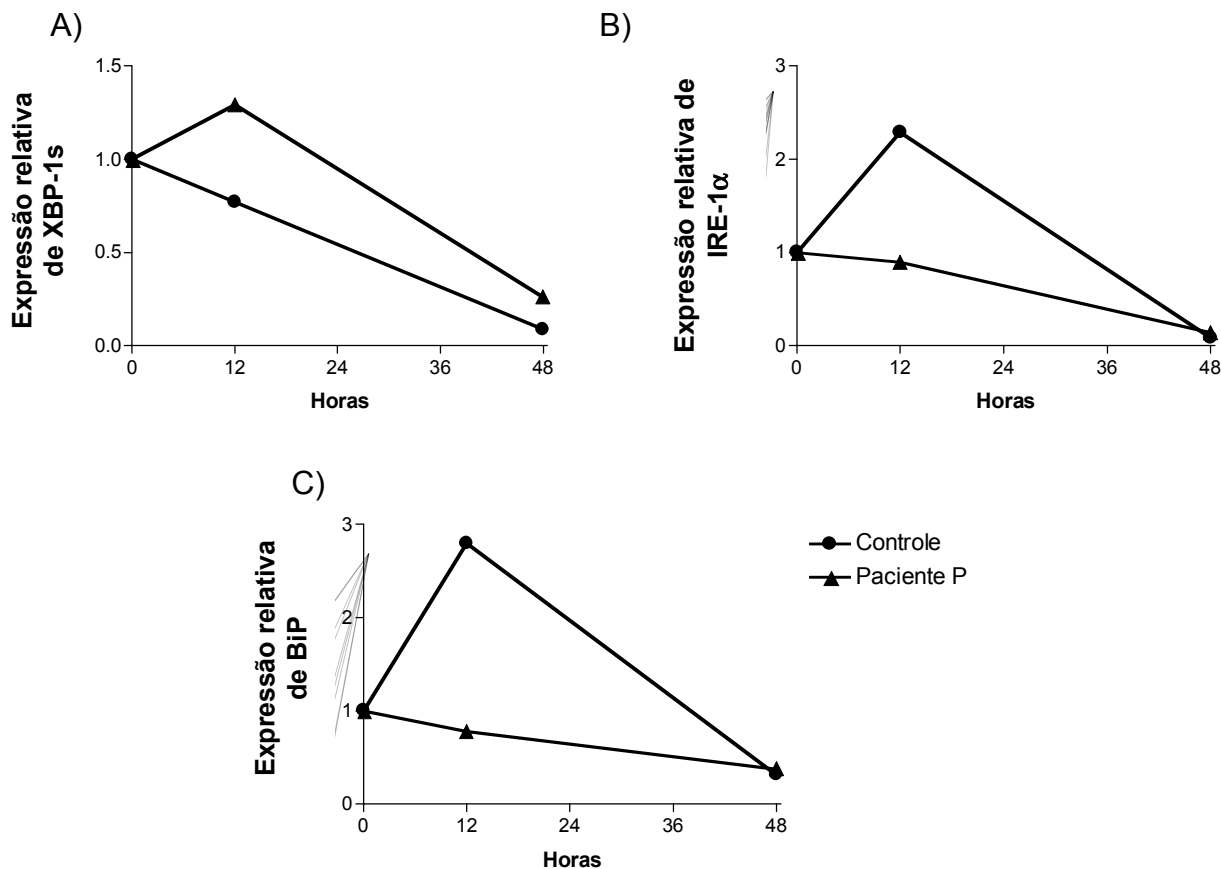 A)
Expressão relativa
de XBP-1s
1.5
1.0
0.5
0.0
0 12 24 36 48
Horas
B)
Expressão relativa de
IRE-1α
3
2
1
0
0 12 24 36 48
Horas
C)
Expressão relativa
de BiP
3
2
1
0
0 12 24 36 48
Horas
Controle
Paciente P